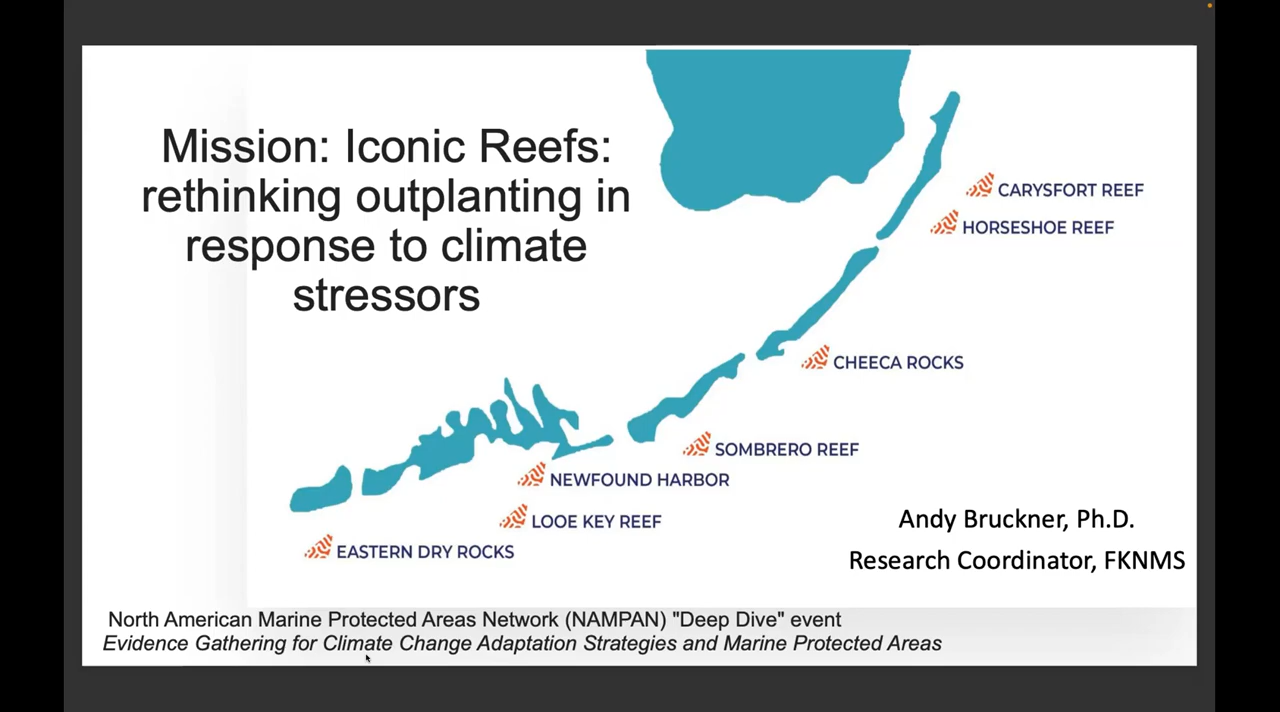 Mission: Iconic Reefs:
rethinking outplanting in
response to climate
stressors
CARYSFORT REEF
HORSESHOE REEF
CHEECA ROCKS
SOMBRERO REEF
NEWFOUND HARBOR
LOOE KEY REEF
EASTERN DRY ROCKS
Andy Bruckner, Ph.D.
Research Coordinator, FKNMS
North American Marine Protected Areas Network (NAMPAN) "Deep Dive" event
Evidence Gathering for Climate Change Adaptation Strategies and Marine Protected Areas